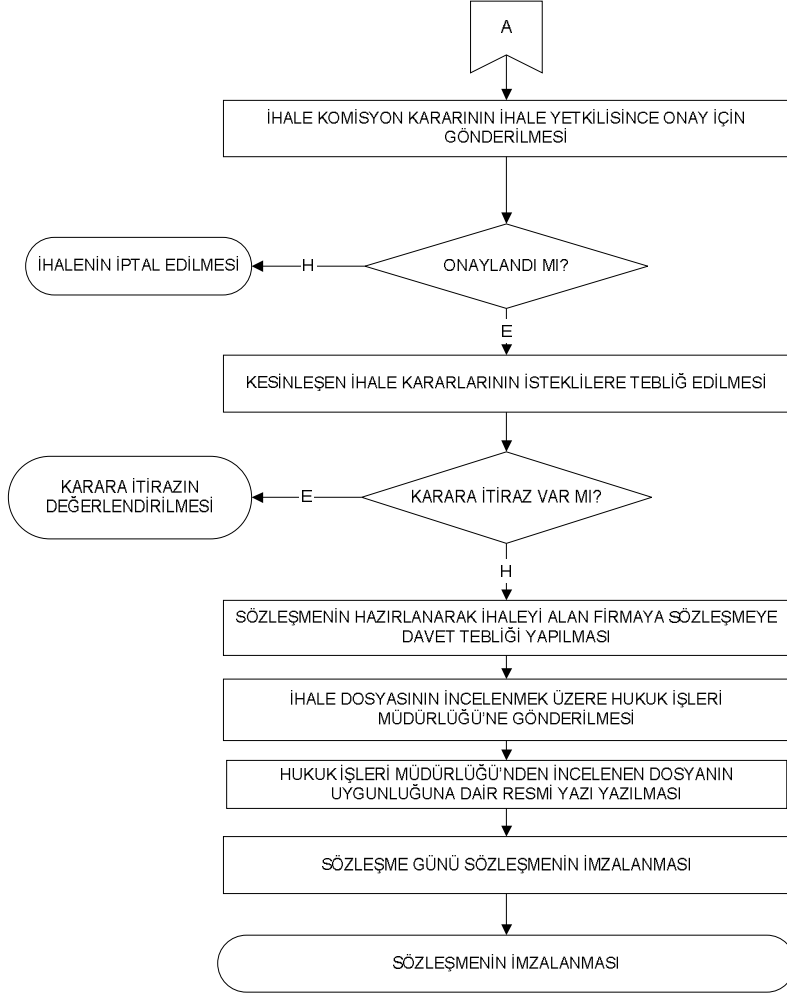 A
İHALE KOMİSYON KARARININ İHALE YETKİLİSİNCE ONAY İÇİN
GÖNDERİLMESİ
İHALENİN İPTAL EDİLMESİ
H
ONAYLANDI MI?
E
KESİNLEŞEN İHALE KARARLARININ İSTEKLİLERE TEBLİĞ EDİLMESİ
KARARA İTİRAZIN
DEĞERLENDİRİLMESİ
E
KARARA İTİRAZ VAR MI?
H
SÖZLEŞMENİN HAZIRLANARAK İHALEYİ ALAN FİRMAYA SÖZLEŞMEYE
DAVET TEBLİĞİ YAPILMASI
İHALE DOSYASININ İNCELENMEK ÜZERE HUKUK İŞLERİ
MÜDÜRLÜĞÜ'NE GÖNDERİLMESİ
HUKUK İŞLERİ MÜDÜRLÜĞÜ'NDEN İNCELENEN DOSYANIN
UYGUNLUĞUNA DAİR RESMİ YAZI YAZILMASI
SÖZLEŞME GÜNÜ SÖZLEŞMENİN İMZALANMASI
SÖZLEŞMENİN İMZALANMASI